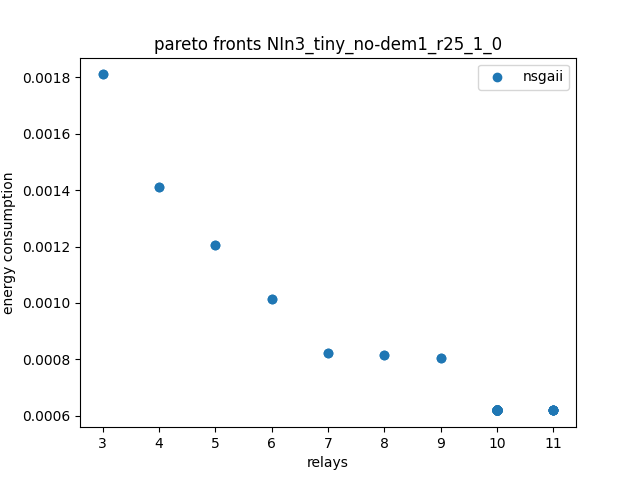 pareto fronts NIn3_tiny_no-dem1_r25_1_0
nsgaii
energy consumption
0.0018
0.0016
0.0014
0.0012
0.0010
0.0008
0.0006
3 4 5 6 7 8 9 10 11
relays